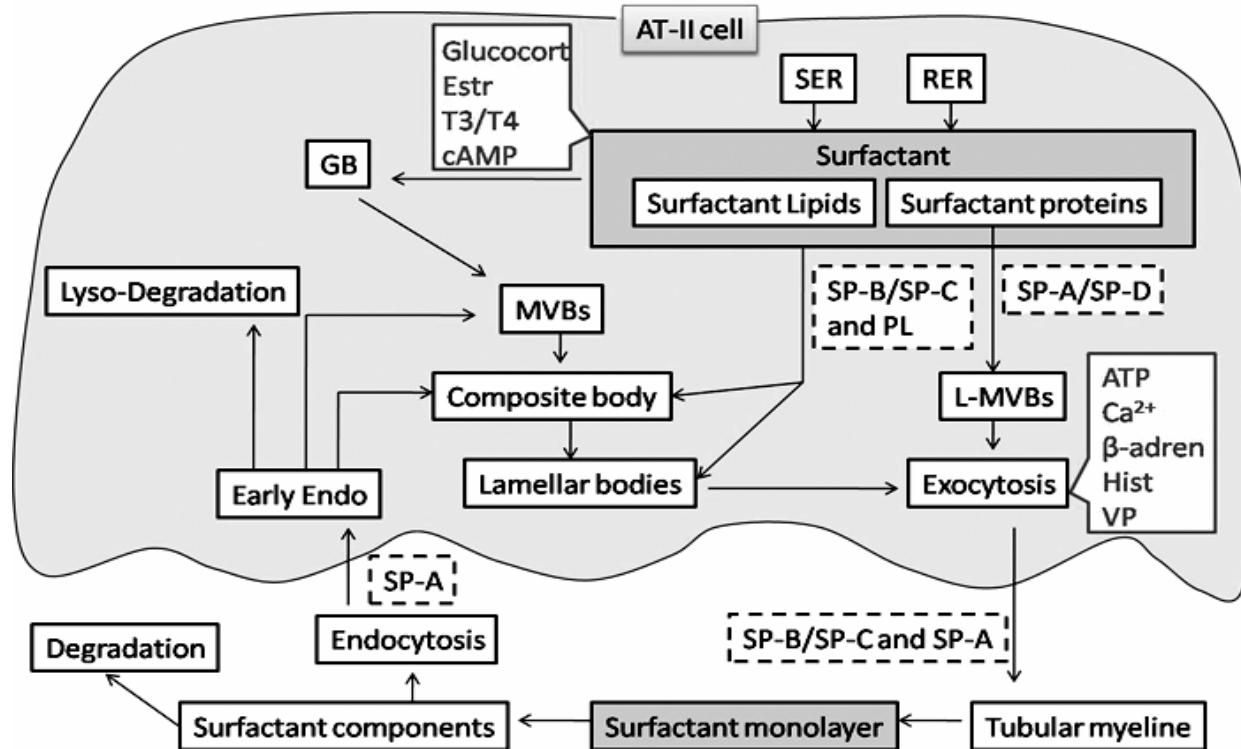 AT-II cell
Glucocort
Estr
T3/T4
cAMP
SER
RER
GB
Surfactant
Surfactant Lipids
Surfactant proteins
Lyso-Degradation
MVBs
SP-B/SP-C
and PL
SP-A/SP-D
Composite body
L-MVBs
ATP
Ca²⁺
β-adren
Hist
VP
Early Endo
Lamellar bodies
Exocytosis
SP-A
Degradation
Endocytosis
SP-B/SP-C and SP-A
Surfactant components
Surfactant monolayer
Tubular myeline